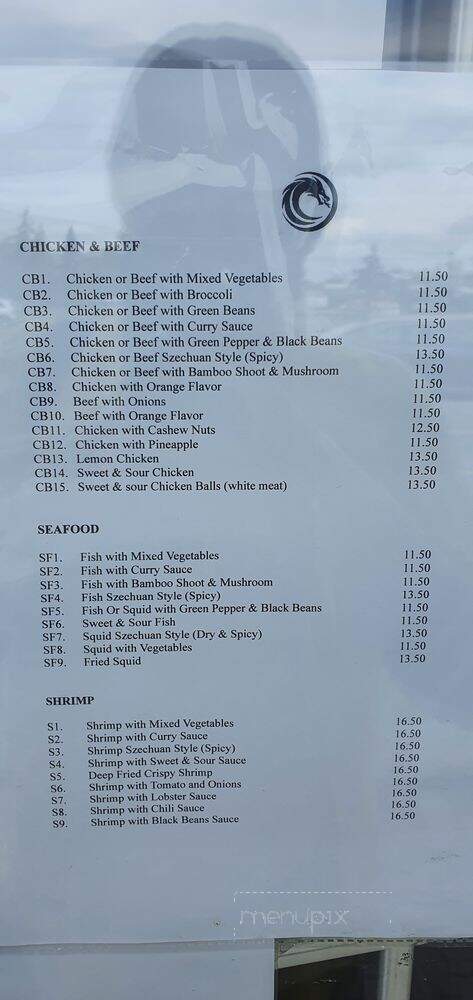 CHICKEN & BEEF
CB1. Chicken or Beef with Mixed Vegetables 11.50
CB2. Chicken or Beef with Broccoli 11.50
CB3. Chicken or Beef with Green Beans 11.50
CB4. Chicken or Beef with Curry Sauce 11.50
CB5. Chicken or Beef with Green Pepper & Black Beans 11.50
CB6. Chicken or Beef Szechuan Style (Spicy) 13.50
CB7. Chicken or Beef with Bamboo Shoot & Mushroom 11.50
CB8. Chicken with Orange Flavor 11.50
CB9. Beef with Onions 11.50
CB10. Beef with Orange Flavor 11.50
CB11. Chicken with Cashew Nuts 12.50
CB12. Chicken with Pineapple 11.50
CB13. Lemon Chicken 13.50
CB14. Sweet & Sour Chicken 13.50
CB15. Sweet & sour Chicken Balls (white meat) 13.50
SEAFOOD
SF1. Fish with Mixed Vegetables 11.50
SF2. Fish with Curry Sauce 11.50
SF3. Fish with Bamboo Shoot & Mushroom 11.50
SF4. Fish Szechuan Style (Spicy) 13.50
SF5. Fish Or Squid with Green Pepper & Black Beans 11.50
SF6. Sweet & Sour Fish 11.50
SF7. Squid Szechuan Style (Dry & Spicy) 13.50
SF8. Squid with Vegetables 11.50
SF9. Fried Squid 13.50
SHRIMP
S1. Shrimp with Mixed Vegetables 16.50
S2. Shrimp with Curry Sauce 16.50
S3. Shrimp Szechuan Style (Spicy) 16.50
S4. Shrimp with Sweet & Sour Sauce 16.50
S5. Deep Fried Crispy Shrimp 16.50
S6. Shrimp with Tomato and Onions 16.50
S7. Shrimp with Lobster Sauce 16.50
S8. Shrimp with Chili Sauce 16.50
S9. Shrimp with Black Beans Sauce 16.50
menupix